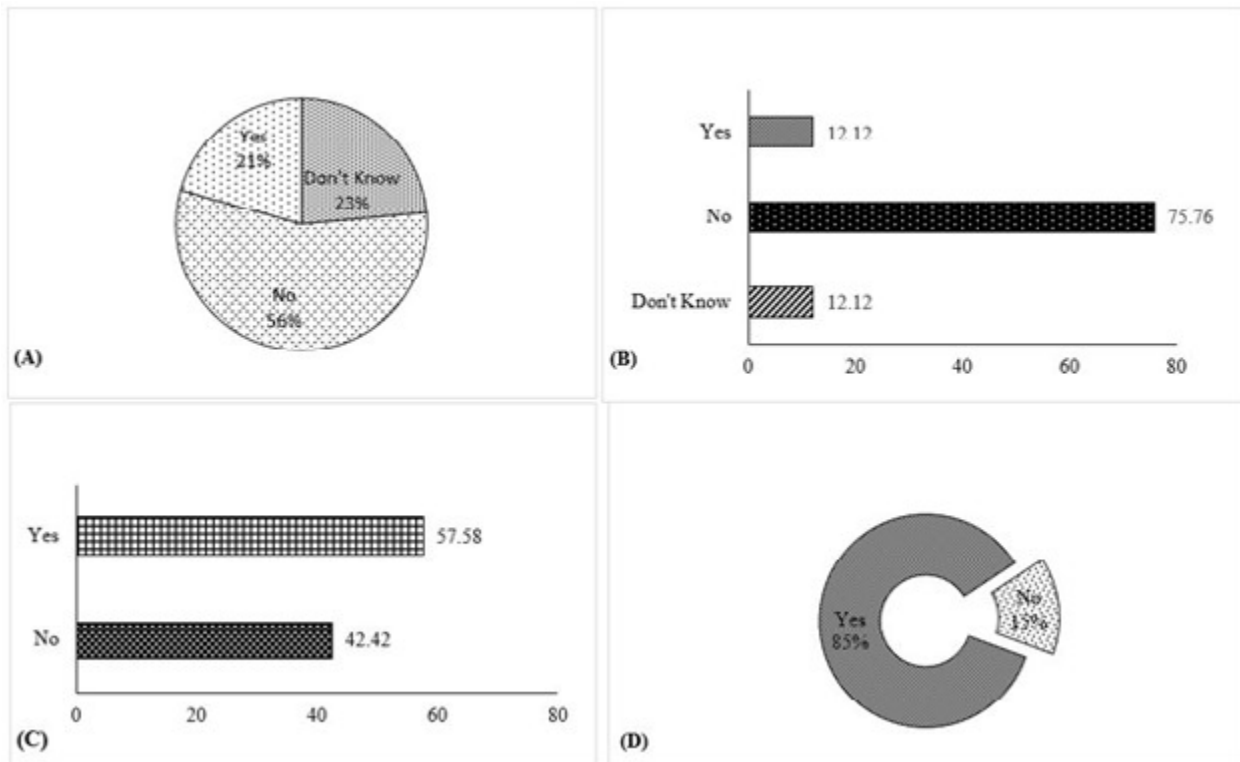 Yes
21%
Don't Know
23%
No
56%
(A)
Yes
12.12
No
75.76
Don't Know
12.12
0 20 40 60 80
(B)
Yes
57.58
No
42.42
0 20 40 60 80
(C)
Yes
85%
No
15%
(D)